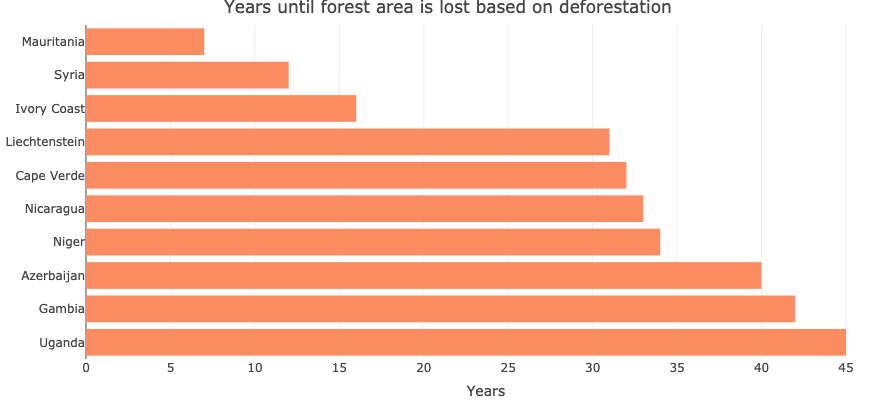 Years until forest area is lost based on deforestation
Mauritania
Syria
Ivory Coast
Liechtenstein
Cape Verde
Nicaragua
Niger
Azerbaijan
Gambia
Uganda
0 5 10 15 20 25 30 35 40 45
Years